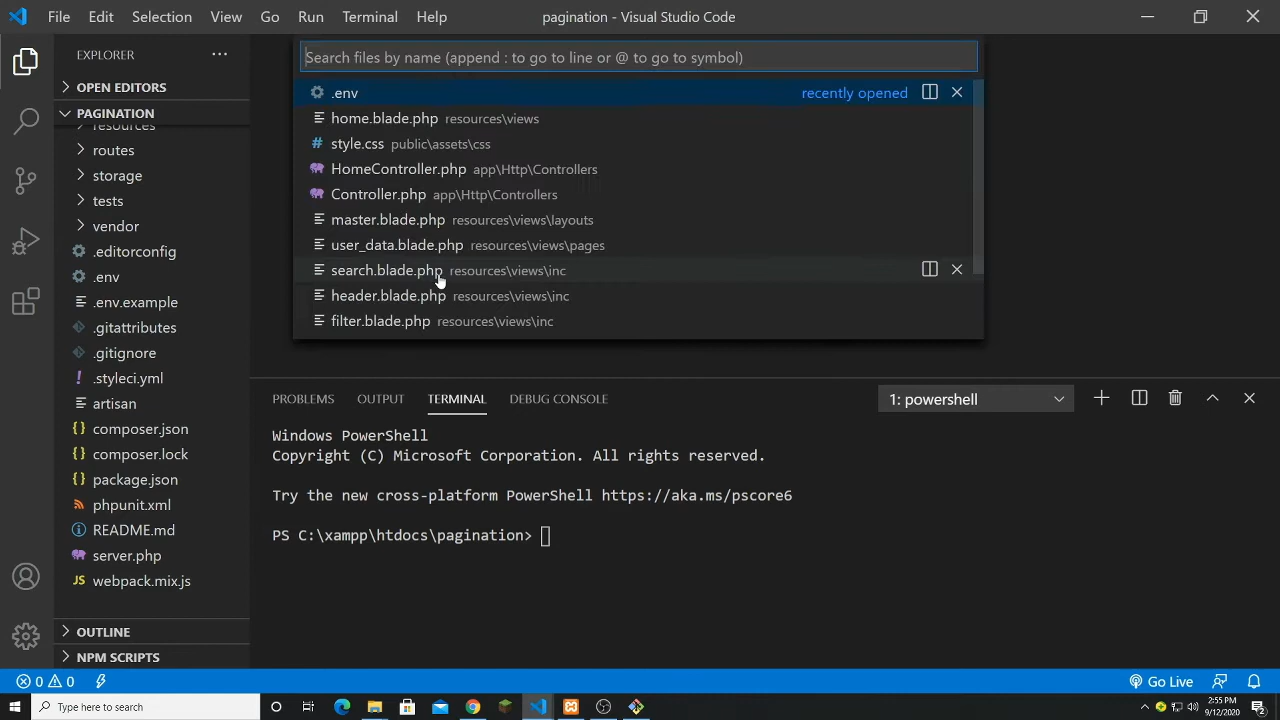 File Edit Selection View Go Run Terminal Help pagination - Visual Studio Code
EXPLORER
OPEN EDITORS
PAGINATION
resources
routes
storage
tests
vendor
.editorconfig
.env
.env.example
.gitattributes
.gitignore
.styleci.yml
artisan
composer.json
composer.lock
package.json
phpunit.xml
README.md
server.php
webpack.mix.js
OUTLINE
NPM SCRIPTS
Search files by name (append : to go to line or @ to go to symbol)
.env recently opened
home.blade.php resources\views
style.css public\assets\css
HomeController.php app\Http\Controllers
Controller.php app\Http\Controllers
master.blade.php resources\views\layouts
user_data.blade.php resources\views\pages
search.blade.php resources\views\inc
header.blade.php resources\views\inc
filter.blade.php resources\views\inc
PROBLEMS OUTPUT TERMINAL DEBUG CONSOLE 1: powershell
Windows PowerShell
Copyright (C) Microsoft Corporation. All rights reserved.
Try the new cross-platform PowerShell https://aka.ms/pscore6
PS C:\xampp\htdocs\pagination>
0 0 Go Live
Type here to search
2:55 PM
9/12/2020